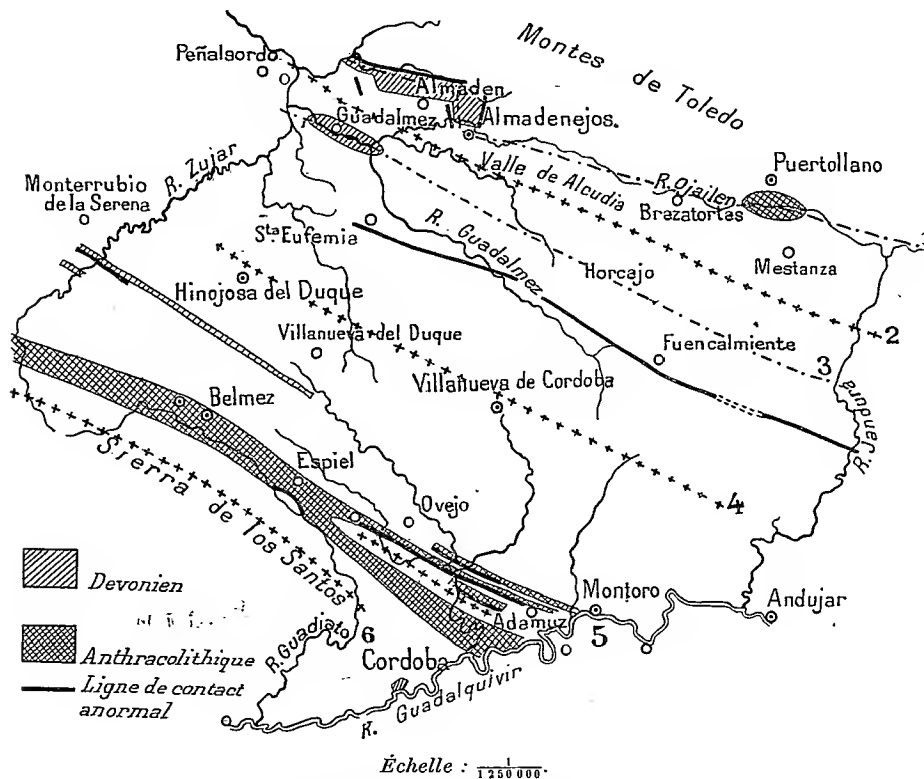 Montes de Toledo
Peñalsordo
Almaden
Guadalmez
Almadenejos.
Puertollano
Valle de Alcudia
R. Ojailen
R. Zujar
Monterrubio
de la Serena
Brazatortas
Sta. Eufemia
R. Guadalmez
Mestanza
Horcajo
Hinojosa del Duque
2
Villanueva del Duque
Fuencalmiente
3
R. Jandula
Villanueva de Cordoba
Belmez
Sierra de los Santos
Espiel
4
Ovejo
Devonien
Montoro
Andujar
Adamuz
5
6
R. Guadiato
Cordoba
Anthracolithique
R. Guadalquivir
Ligne de contact
anormal
Échelle : 1/1 250 000.